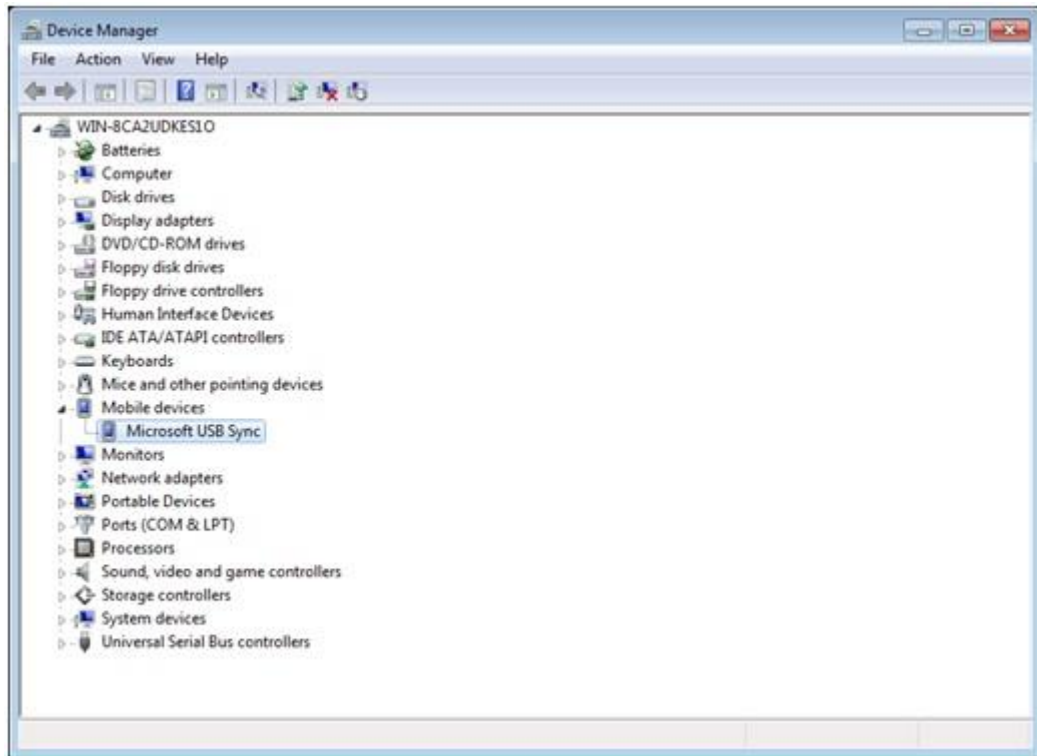 Device Manager
File Action View Help
WIN-8CA2UDKES1O
Batteries
Computer
Disk drives
Display adapters
DVD/CD-ROM drives
Floppy disk drives
Floppy drive controllers
Human Interface Devices
IDE ATA/ATAPI controllers
Keyboards
Mice and other pointing devices
Mobile devices
Microsoft USB Sync
Monitors
Network adapters
Portable Devices
Ports (COM & LPT)
Processors
Sound, video and game controllers
Storage controllers
System devices
Universal Serial Bus controllers